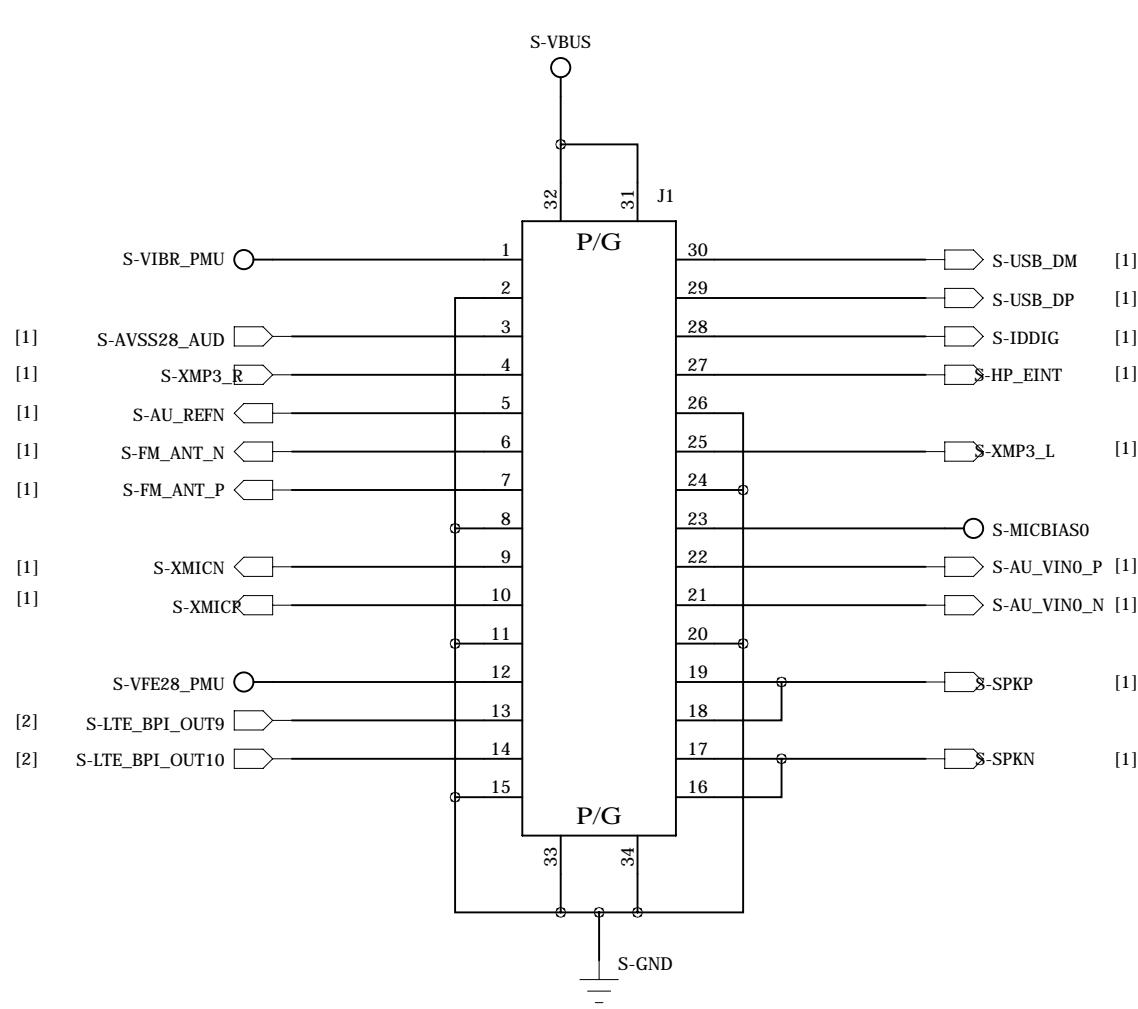 S-VBUS
32
31
J1
P/G
S-VIBR_PMU 1 30 S-USB_DM [1]
2 29 S-USB_DP [1]
[1] S-AVSS28_AUD 3 28 S-IDDIG [1]
[1] S-XMP3_R 4 27 S-HP_EINT [1]
[1] S-AU_REFN 5 26
[1] S-FM_ANT_N 6 25 S-XMP3_L [1]
[1] S-FM_ANT_P 7 24
8 23 S-MICBIAS0
[1] S-XMICN 9 22 S-AU_VIN0_P [1]
[1] S-XMICP 10 21 S-AU_VIN0_N [1]
11 20
S-VFE28_PMU 12 19 S-SPKP [1]
[2] S-LTE_BPI_OUT9 13 18
[2] S-LTE_BPI_OUT10 14 17 S-SPKN [1]
15 16
P/G
33
34
S-GND